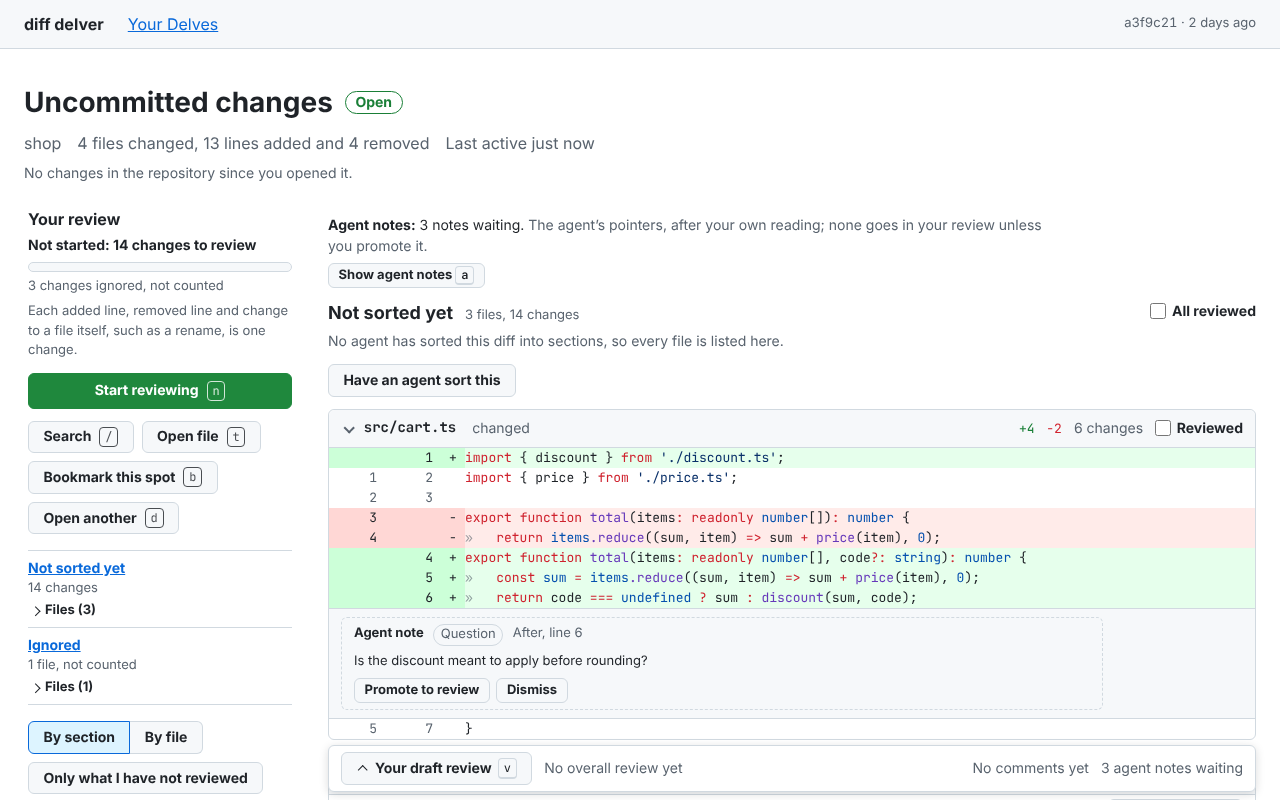 diff delver Your Delves a3f9c21 · 2 days ago
Uncommitted changes Open
shop 4 files changed, 13 lines added and 4 removed Last active just now
No changes in the repository since you opened it.
Your review
Not started: 14 changes to review
3 changes ignored, not counted
Each added line, removed line and change
to a file itself, such as a rename, is one
change.
Start reviewing n
Search / Open file t
Bookmark this spot b
Open another d
Not sorted yet
14 changes
Files (3)
Ignored
1 file, not counted
Files (1)
By section By file
Only what I have not reviewed
Agent notes: 3 notes waiting. The agent’s pointers, after your own reading; none goes in your review unless
you promote it.
Show agent notes a
Not sorted yet 3 files, 14 changes All reviewed
No agent has sorted this diff into sections, so every file is listed here.
Have an agent sort this
src/cart.ts changed +4 -2 6 changes Reviewed
1 + import { discount } from './discount.ts';
1 2 import { price } from './price.ts';
2 3
3 - export function total(items: readonly number[]): number {
4 - » return items.reduce((sum, item) => sum + price(item), 0);
4 + export function total(items: readonly number[], code?: string): number {
5 + » const sum = items.reduce((sum, item) => sum + price(item), 0);
6 + » return code === undefined ? sum : discount(sum, code);
Agent note Question After, line 6
Is the discount meant to apply before rounding?
Promote to review Dismiss
5 7 }
Your draft review v No overall review yet No comments yet 3 agent notes waiting